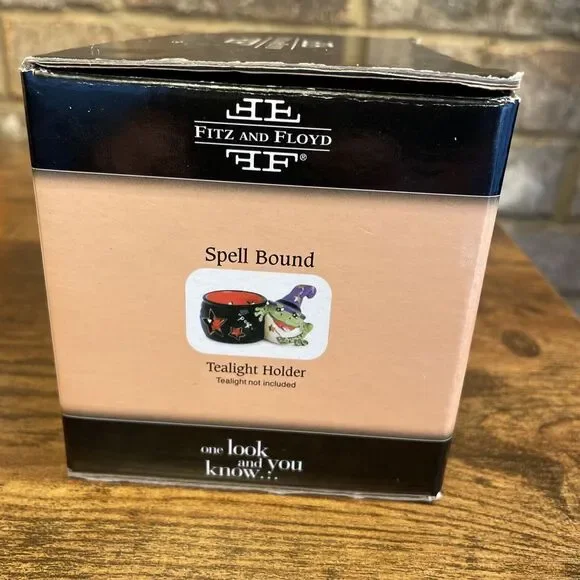 FITZ AND FLOYD
®
Spell Bound
Tealight Holder
Tealight not included
one look
and you
know...